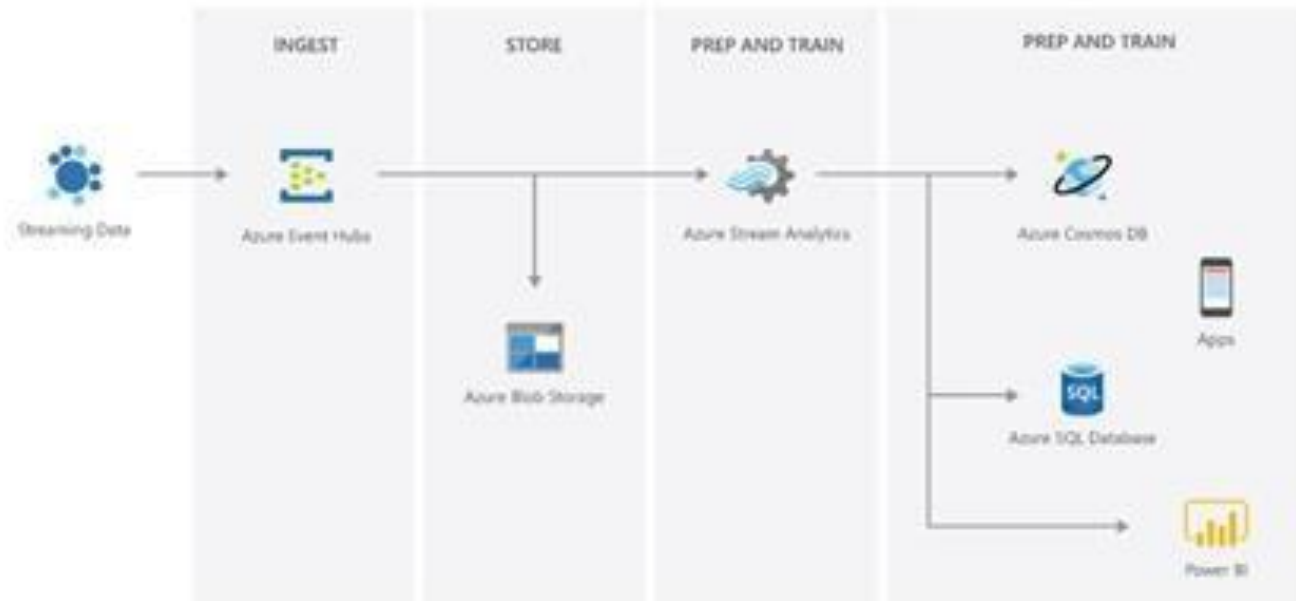 INGEST
STORE
PREP AND TRAIN
PREP AND TRAIN
Streaming Data
Azure Event Hubs
Azure Stream Analytics
Azure Cosmos DB
Apps
Azure Blob Storage
SQL
Azure SQL Database
Power BI